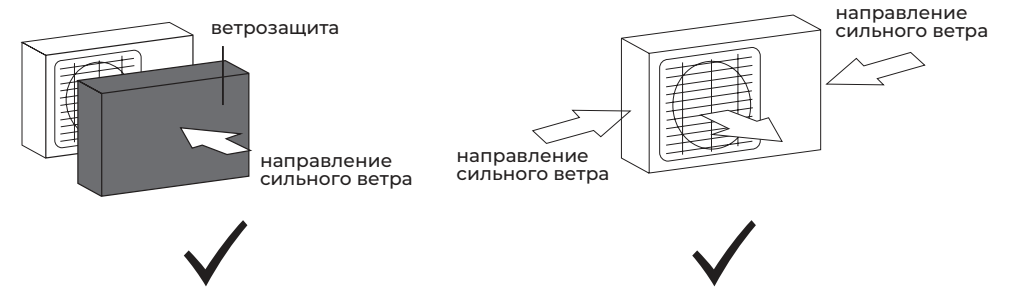 ветрозащита
направление
сильного ветра
направление
сильного ветра
направление
сильного ветра